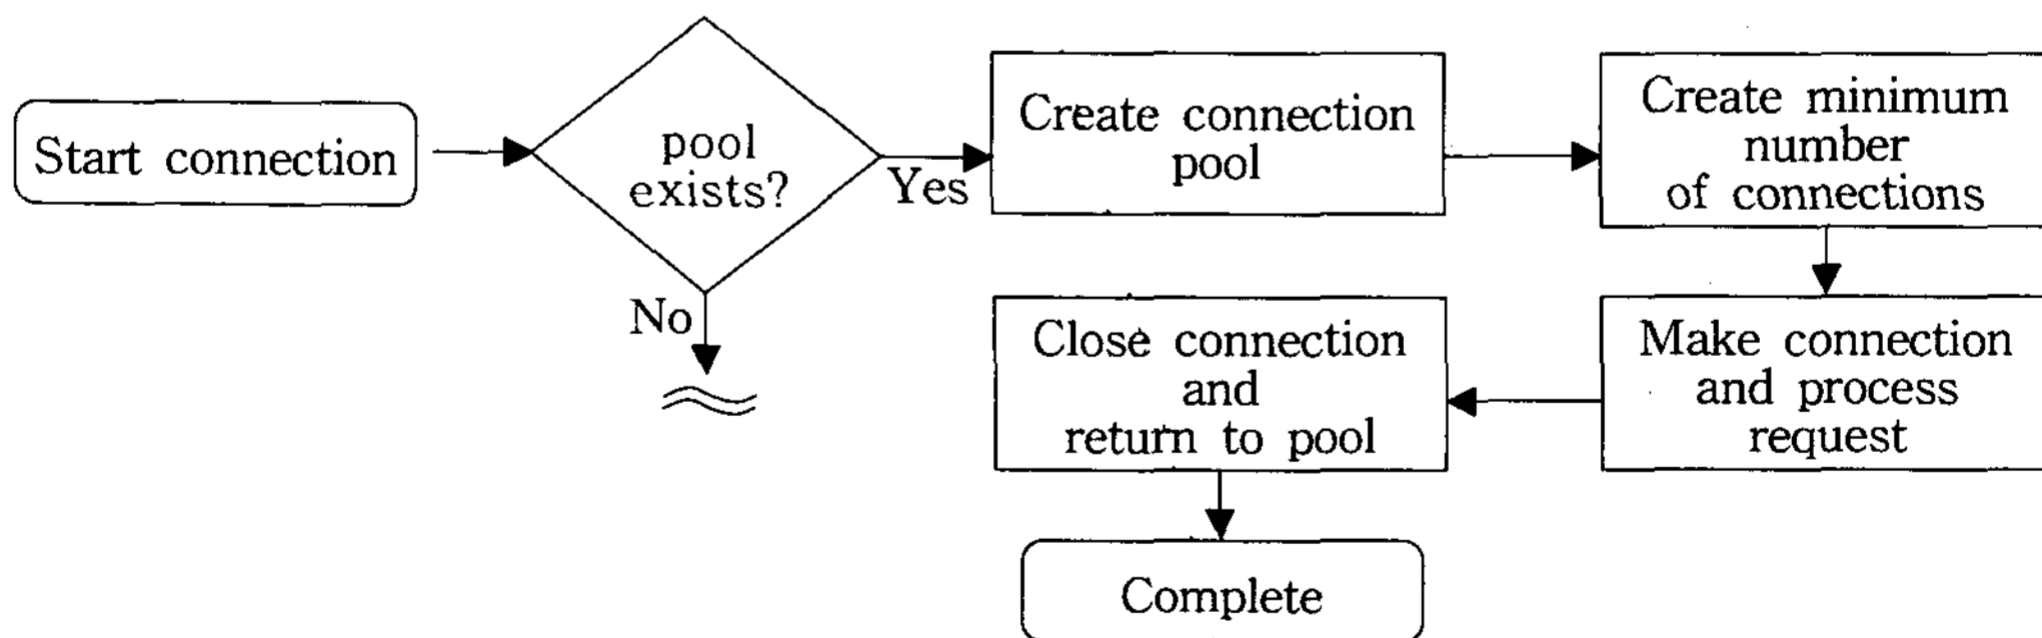 Start connection
pool
exists?
Yes
No
Create connection
pool
Create minimum
number
of connections
Make connection
and process
request
Close connection
and
return to pool
Complete